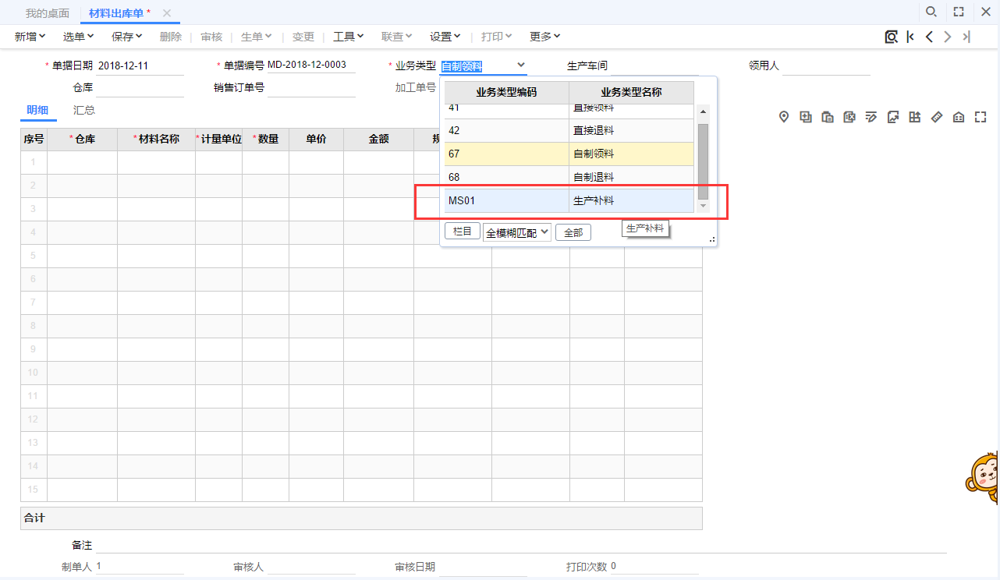 我的桌面 材料出库单 *
新增 选单 保存 删除 审核 生单 变更 工具 联查 设置 打印 更多
* 单据日期 2018-12-11 * 单据编号 MD-2018-12-0003 * 业务类型 自制领料 生产车间 领用人
仓库 销售订单号 加工单号
明细 汇总
业务类型编码 业务类型名称
41 直接领料
42 直接退料
67 自制领料
68 自制退料
MS01 生产补料
栏目 全模糊匹配 全部 生产补料
序号 *仓库 *材料名称 *计量单位 *数量 单价 金额
1
2
3
4
5
6
7
8
9
10
11
12
13
14
15
合计
备注
制单人 1 审核人 审核日期 打印次数 0